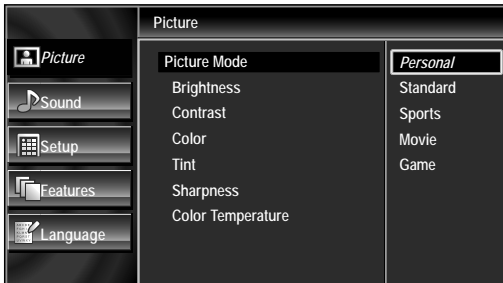 Picture
Picture
Sound
Setup
Features
Language
Picture Mode
Brightness
Contrast
Color
Tint
Sharpness
Color Temperature
Personal
Standard
Sports
Movie
Game